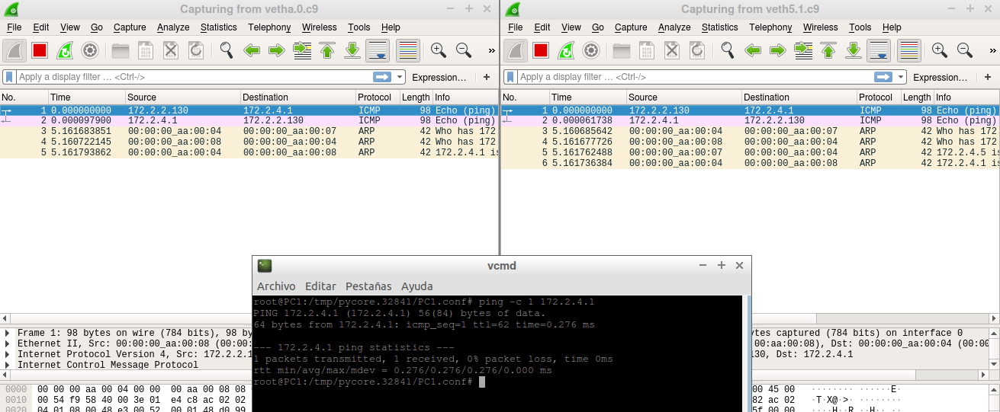 Capturing from vetha.0.c9
File Edit View Go Capture Analyze Statistics Telephony Wireless Tools Help
»
Apply a display filter … <Ctrl-/> Expression… +
No. Time Source Destination Protocol Length Info
1 0.000000000 172.2.2.130 172.2.4.1 ICMP 98 Echo (ping)
2 0.000097900 172.2.4.1 172.2.2.130 ICMP 98 Echo (ping)
3 5.161683851 00:00:00_aa:00:04 00:00:00_aa:00:07 ARP 42 Who has 172
4 5.160722145 00:00:00_aa:00:08 00:00:00_aa:00:04 ARP 42 Who has 172
5 5.161793862 00:00:00_aa:00:04 00:00:00_aa:00:08 ARP 42 172.2.4.1 is
Frame 1: 98 bytes on wire (784 bits), 98 by
Ethernet II, Src: 00:00:00_aa:00:08 (00:00
Internet Protocol Version 4, Src: 172.2.2.1
Internet Control Message Protocol
0000 00 00 00 aa 00 04 00 00 00 aa 00 08 08
0010 00 54 f9 58 40 00 3e 01 e4 c8 ac 02 02
0020 04 01 08 00 48 e3 00 52 00 01 48 d0 99
Capturing from veth5.1.c9
File Edit View Go Capture Analyze Statistics Telephony Wireless Tools Help
»
Apply a display filter … <Ctrl-/> Expression… +
No. Time Source Destination Protocol Length Info
1 0.000000000 172.2.2.130 172.2.4.1 ICMP 98 Echo (ping)
2 0.000061738 172.2.4.1 172.2.2.130 ICMP 98 Echo (ping)
3 5.160685642 00:00:00_aa:00:04 00:00:00_aa:00:07 ARP 42 Who has 172
4 5.161677726 00:00:00_aa:00:08 00:00:00_aa:00:04 ARP 42 Who has 172
5 5.161762488 00:00:00_aa:00:07 00:00:00_aa:00:04 ARP 42 172.2.4.5 is
6 5.161736384 00:00:00_aa:00:04 00:00:00_aa:00:08 ARP 42 172.2.4.1 is
ytes captured (784 bits) on interface 0
00:aa:00:08), Dst: 00:00:00_aa:00:04 (00:00
130, Dst: 172.2.4.1
00 45 00 ········ ······E·
82 ac 02 ·T·X@·>· ········
5f 00 00 ····H··R ··H·····
vcmd
Archivo Editar Pestañas Ayuda
root@PC1:/tmp/pycore.32841/PC1.conf# ping -c 1 172.2.4.1
PING 172.2.4.1 (172.2.4.1) 56(84) bytes of data.
64 bytes from 172.2.4.1: icmp_seq=1 ttl=62 time=0.276 ms
--- 172.2.4.1 ping statistics ---
1 packets transmitted, 1 received, 0% packet loss, time 0ms
rtt min/avg/max/mdev = 0.276/0.276/0.276/0.000 ms
root@PC1:/tmp/pycore.32841/PC1.conf#